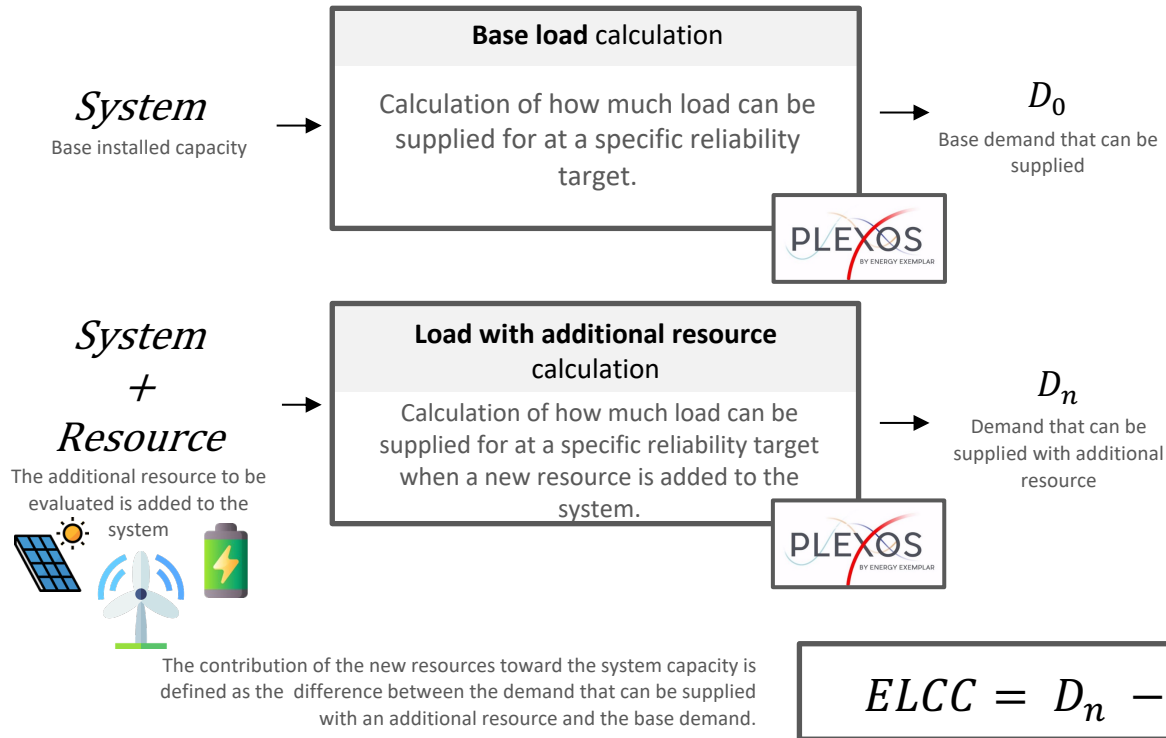 Base load calculation
System
Base installed capacity
Calculation of how much load can be
supplied for at a specific reliability
target.
D₀
Base demand that can be
supplied
PLEXOS
BY ENERGY EXEMPLAR
System
+
Resource
The additional resource to be
evaluated is added to the
system
Load with additional resource
calculation
Calculation of how much load can be
supplied for at a specific reliability target
when a new resource is added to the
system.
Dₙ
Demand that can be
supplied with additional
resource
PLEXOS
BY ENERGY EXEMPLAR
The contribution of the new resources toward the system capacity is
defined as the difference between the demand that can be supplied
with an additional resource and the base demand.
ELCC = Dₙ −